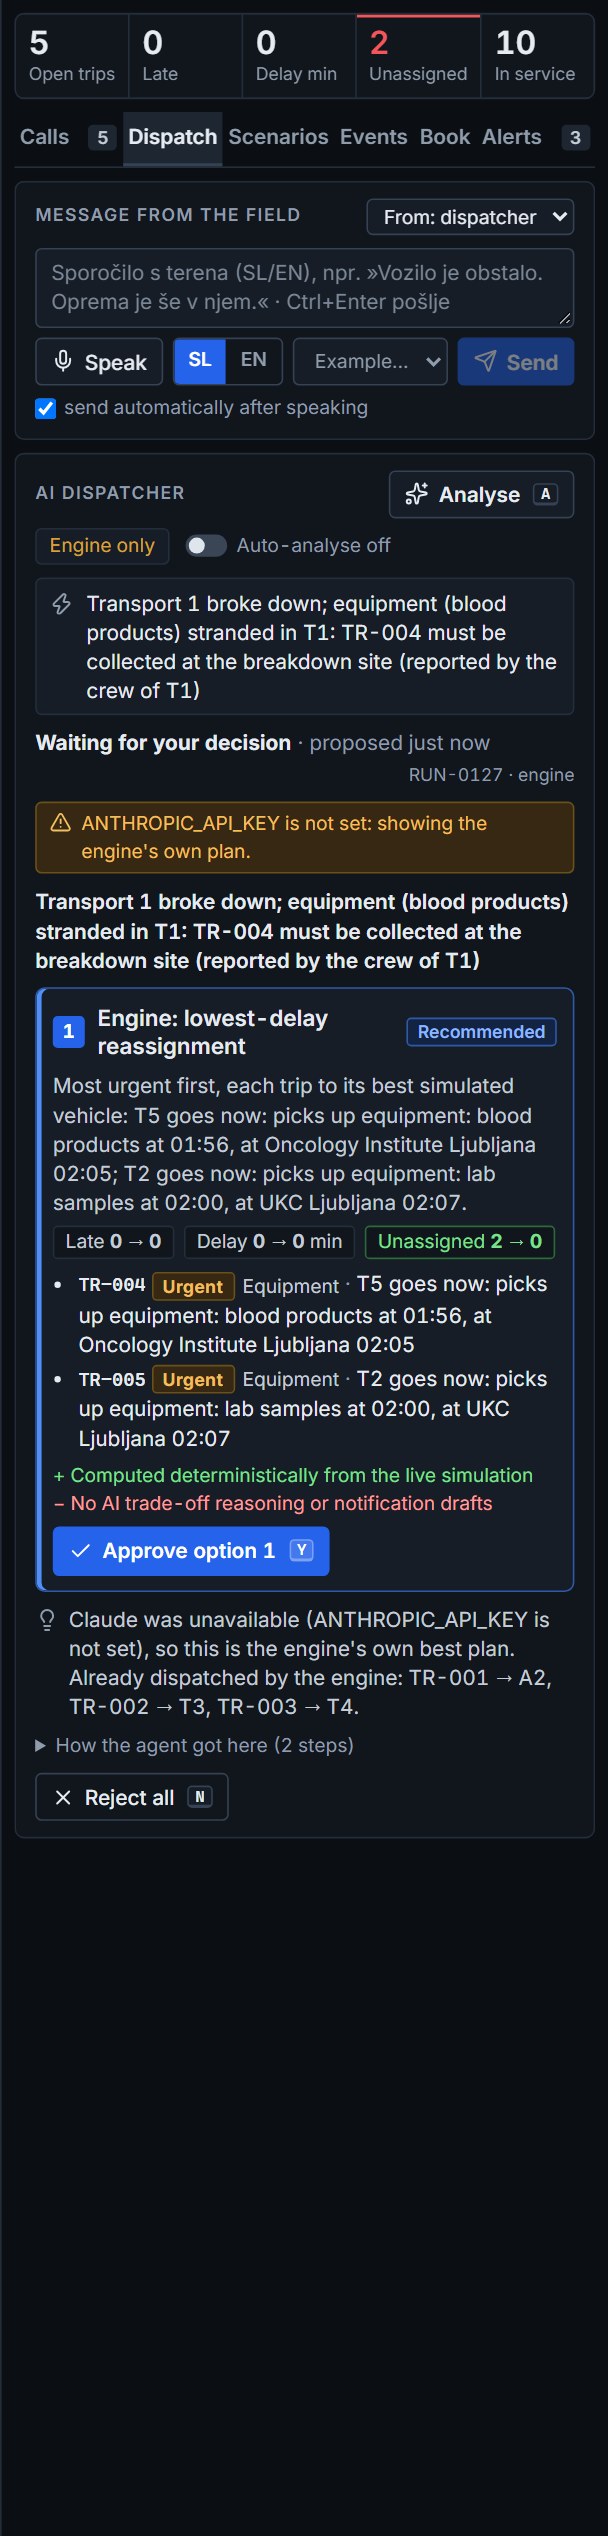 5 0 0 2 10
Open trips Late Delay min Unassigned In service
Calls 5 Dispatch Scenarios Events Book Alerts 3
MESSAGE FROM THE FIELD From: dispatcher
Sporočilo s terena (SL/EN), npr. »Vozilo je obstalo.
Oprema je še v njem.« · Ctrl+Enter pošlje
Speak SL EN Example... Send
send automatically after speaking
AI DISPATCHER Analyse A
Engine only Auto-analyse off
Transport 1 broke down; equipment (blood
products) stranded in T1: TR-004 must be
collected at the breakdown site (reported by the
crew of T1)
Waiting for your decision · proposed just now
RUN-0127 · engine
ANTHROPIC_API_KEY is not set: showing the
engine's own plan.
Transport 1 broke down; equipment (blood products)
stranded in T1: TR-004 must be collected at the
breakdown site (reported by the crew of T1)
1 Engine: lowest-delay
reassignment Recommended
Most urgent first, each trip to its best simulated
vehicle: T5 goes now: picks up equipment: blood
products at 01:56, at Oncology Institute Ljubljana
02:05; T2 goes now: picks up equipment: lab
samples at 02:00, at UKC Ljubljana 02:07.
Late 0 → 0 Delay 0 → 0 min Unassigned 2 → 0
• TR-004 Urgent Equipment · T5 goes now: picks
up equipment: blood products at 01:56, at
Oncology Institute Ljubljana 02:05
• TR-005 Urgent Equipment · T2 goes now: picks
up equipment: lab samples at 02:00, at UKC
Ljubljana 02:07
+ Computed deterministically from the live simulation
− No AI trade-off reasoning or notification drafts
Approve option 1 Y
Claude was unavailable (ANTHROPIC_API_KEY is
not set), so this is the engine's own best plan.
Already dispatched by the engine: TR-001 → A2,
TR-002 → T3, TR-003 → T4.
How the agent got here (2 steps)
Reject all N